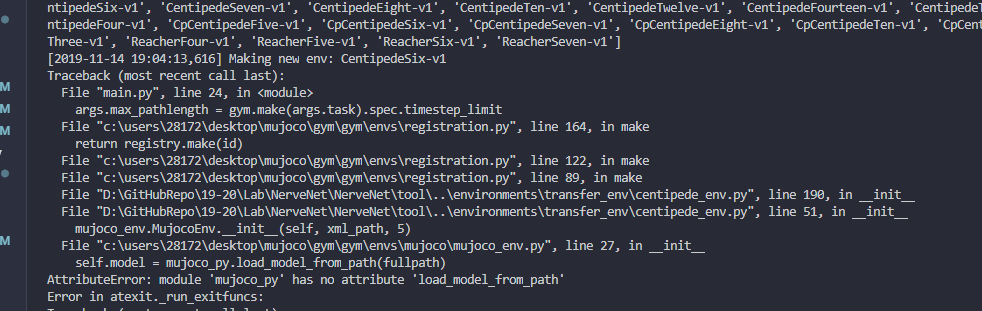 ntipedeSix-v1', 'CentipedeSeven-v1', 'CentipedeEight-v1', 'CentipedeTen-v1', 'CentipedeTwelve-v1', 'CentipedeFourteen-v1', 'CentipedeT
ntipedeFour-v1', 'CpCentipedeFive-v1', 'CpCentipedeSix-v1', 'CpCentipedeSeven-v1', 'CpCentipedeEight-v1', 'CpCentipedeTen-v1', 'CpCent
Three-v1', 'ReacherFour-v1', 'ReacherFive-v1', 'ReacherSix-v1', 'ReacherSeven-v1']
[2019-11-14 19:04:13,616] Making new env: CentipedeSix-v1
Traceback (most recent call last):
M File "main.py", line 24, in <module>
M args.max_pathlength = gym.make(args.task).spec.timestep_limit
M File "c:\users\28172\desktop\mujoco\gym\gym\envs\registration.py", line 164, in make
return registry.make(id)
File "c:\users\28172\desktop\mujoco\gym\gym\envs\registration.py", line 122, in make
File "c:\users\28172\desktop\mujoco\gym\gym\envs\registration.py", line 89, in make
File "D:\GitHubRepo\19-20\Lab\NerveNet\NerveNet\tool\..\environments\transfer_env\centipede_env.py", line 190, in __init__
File "D:\GitHubRepo\19-20\Lab\NerveNet\NerveNet\tool\..\environments\transfer_env\centipede_env.py", line 51, in __init__
mujoco_env.MujocoEnv.__init__(self, xml_path, 5)
M File "c:\users\28172\desktop\mujoco\gym\gym\envs\mujoco\mujoco_env.py", line 27, in __init__
self.model = mujoco_py.load_model_from_path(fullpath)
AttributeError: module 'mujoco_py' has no attribute 'load_model_from_path'
Error in atexit._run_exitfuncs: